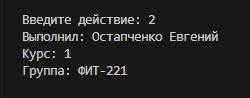 Введите действие: 2
Выполнил: Остапченко Евгений
Курс: 1
Группа: ФИТ-221